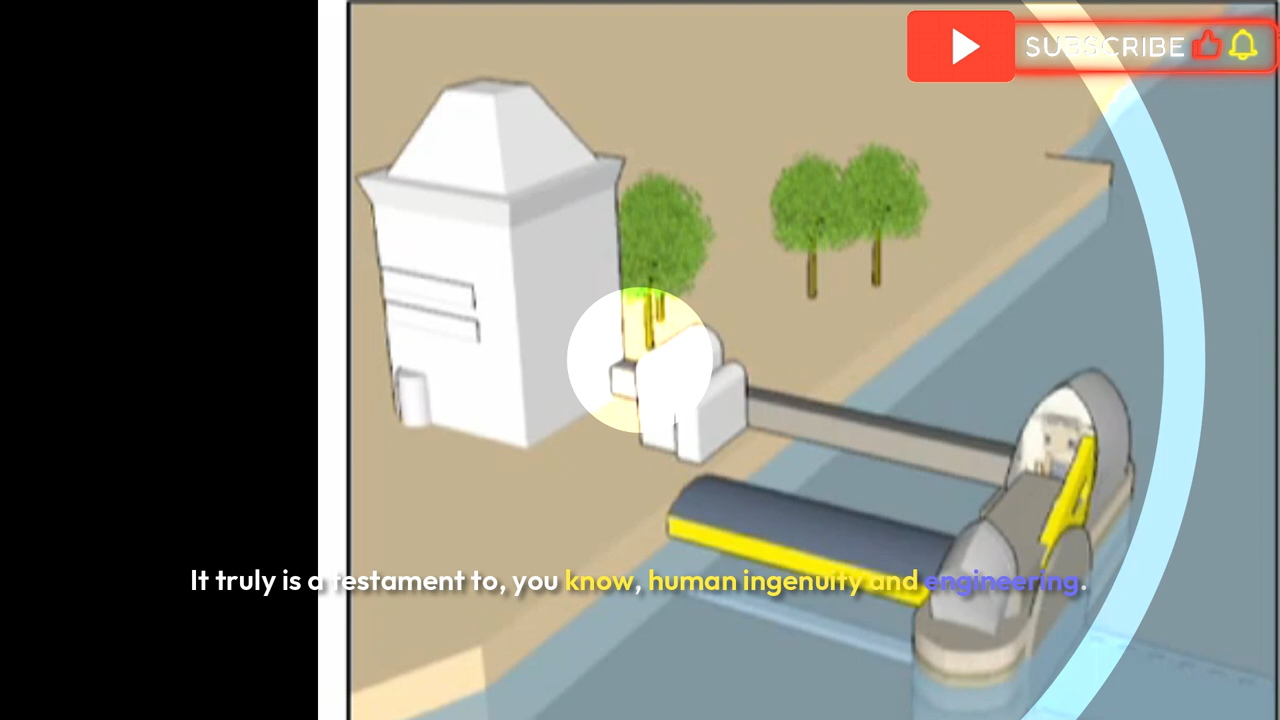 SUBSCRIBE
It truly is a testament to, you know, human ingenuity and engineering.